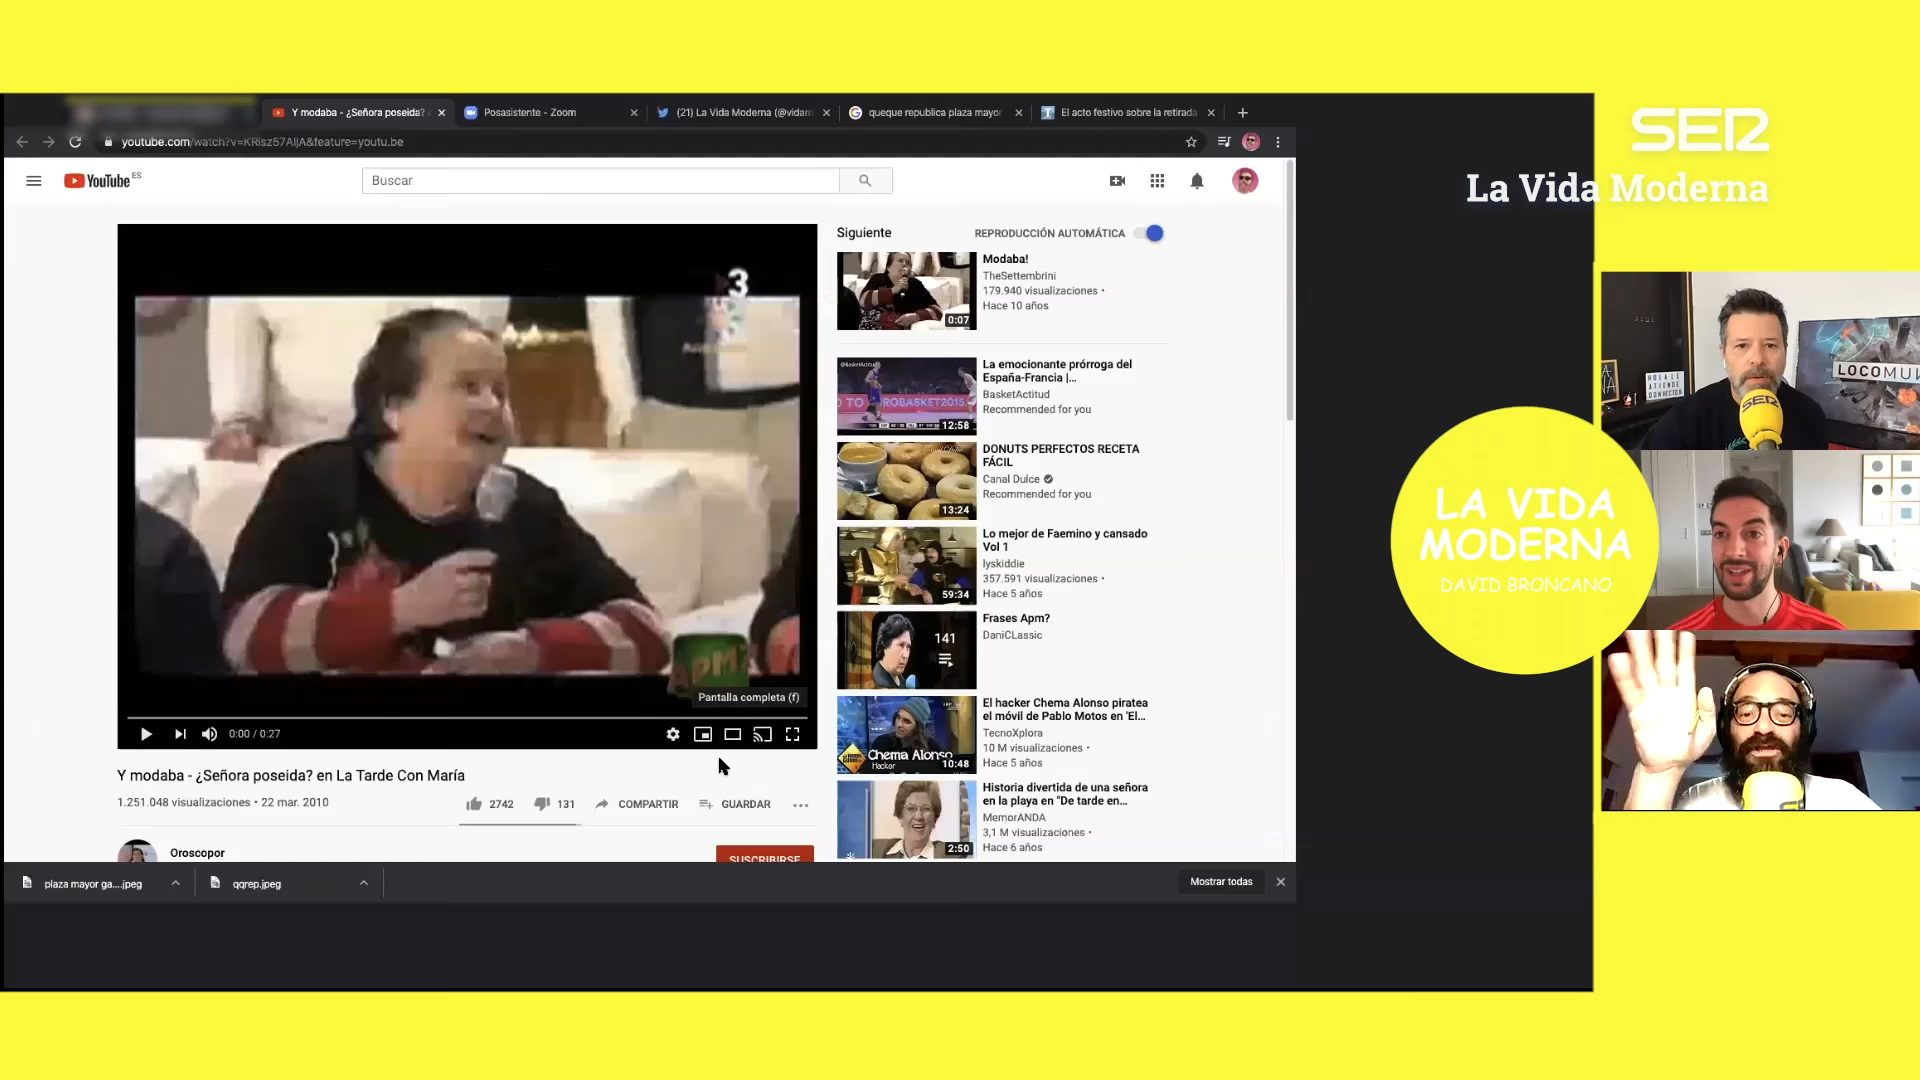 Y modaba - ¿Señora poseida?
Posasistente - Zoom
(21) La Vida Moderna (@vidam
queque republica plaza mayor
El acto festivo sobre la retirada
youtube.com/watch?v=KRisz57AljA&feature=youtu.be
SER
La Vida Moderna
YouTube ES
Buscar
Siguiente
REPRODUCCIÓN AUTOMÁTICA
3
Modaba!
TheSettembrini
179.940 visualizaciones •
Hace 10 años
0:07
@BasketActitud
ROBASKET2015
12:58
La emocionante prórroga del
España-Francia |...
BasketActitud
Recommended for you
13:24
DONUTS PERFECTOS RECETA
FÁCIL
Canal Dulce
Recommended for you
59:34
Lo mejor de Faemino y cansado
Vol 1
lyskiddie
357.591 visualizaciones •
Hace 5 años
141
Frases Apm?
DaniCLassic
Chema Alonso
Hacker
10:48
El hacker Chema Alonso piratea
el móvil de Pablo Motos en 'El...
TecnoXplora
10 M visualizaciones •
Hace 5 años
2:50
Historia divertida de una señora
en la playa en "De tarde en...
MemorANDA
3,1 M visualizaciones •
Hace 6 años
APM?
Pantalla completa (f)
0:00 / 0:27
Y modaba - ¿Señora poseida? en La Tarde Con María
1.251.048 visualizaciones • 22 mar. 2010
2742
131
COMPARTIR
GUARDAR
Oroscopor
SUSCRIBIRSE
plaza mayor ga....jpeg
qqrep.jpeg
Mostrar todas
LOCOMUN
HOLA LE
ATIENDE
SER
LA VIDA
MODERNA
DAVID BRONCANO